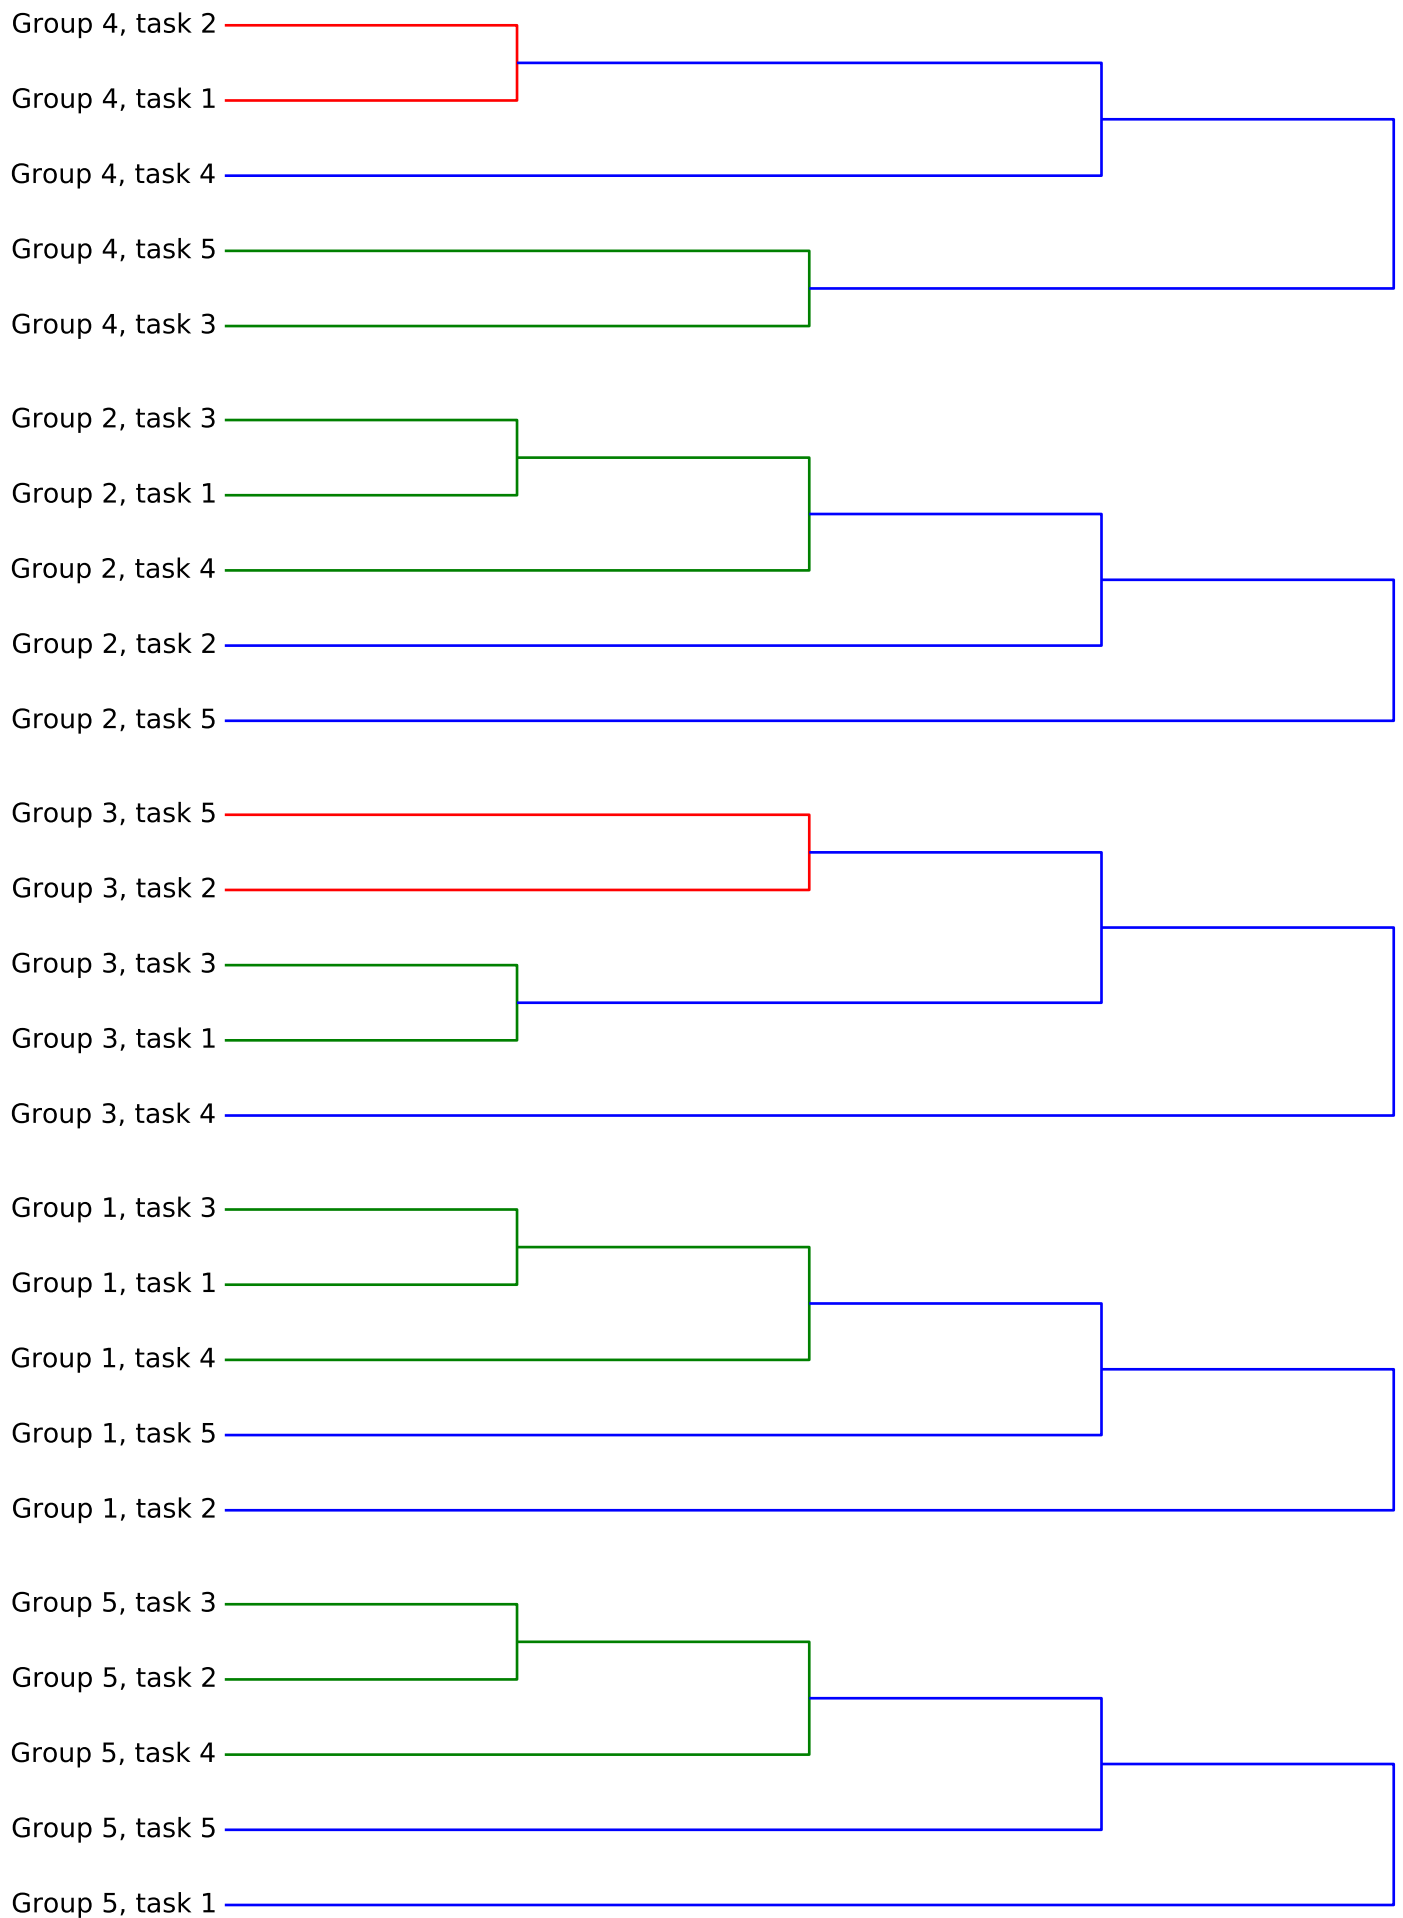 Group 4, task 2
Group 4, task 1
Group 4, task 4
Group 4, task 5
Group 4, task 3
Group 2, task 3
Group 2, task 1
Group 2, task 4
Group 2, task 2
Group 2, task 5
Group 3, task 5
Group 3, task 2
Group 3, task 3
Group 3, task 1
Group 3, task 4
Group 1, task 3
Group 1, task 1
Group 1, task 4
Group 1, task 5
Group 1, task 2
Group 5, task 3
Group 5, task 2
Group 5, task 4
Group 5, task 5
Group 5, task 1